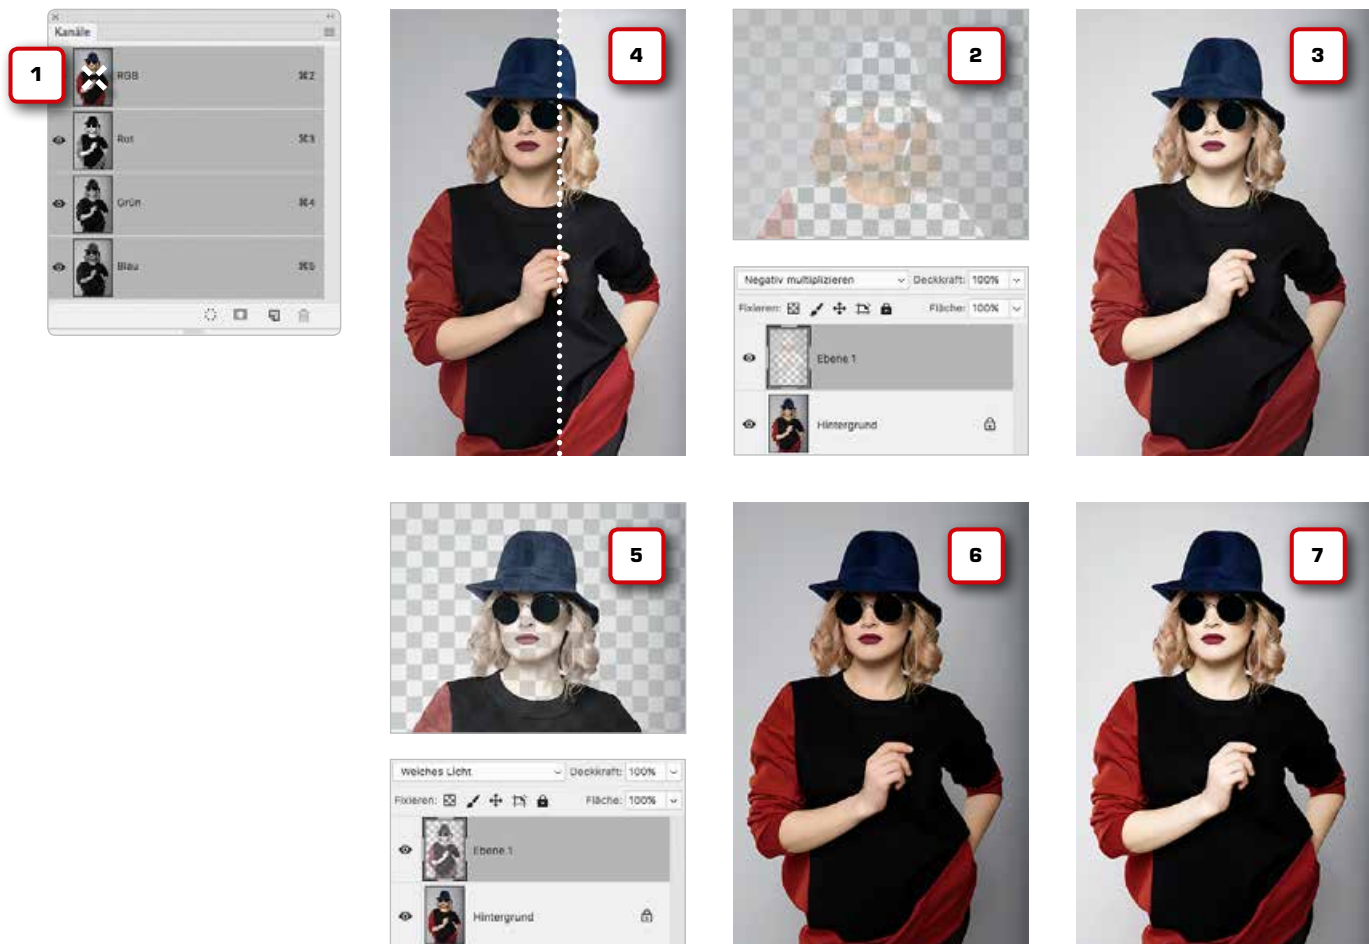 Kanäle
1
RGB ⌘2
Rot ⌘3
Grün ⌘4
Blau ⌘5
4
2
Negativ multiplizieren Deckkraft: 100%
Fixieren: Fläche: 100%
Ebene 1
Hintergrund
3
5
Weiches Licht Deckkraft: 100%
Fixieren: Fläche: 100%
Ebene 1
Hintergrund
6
7